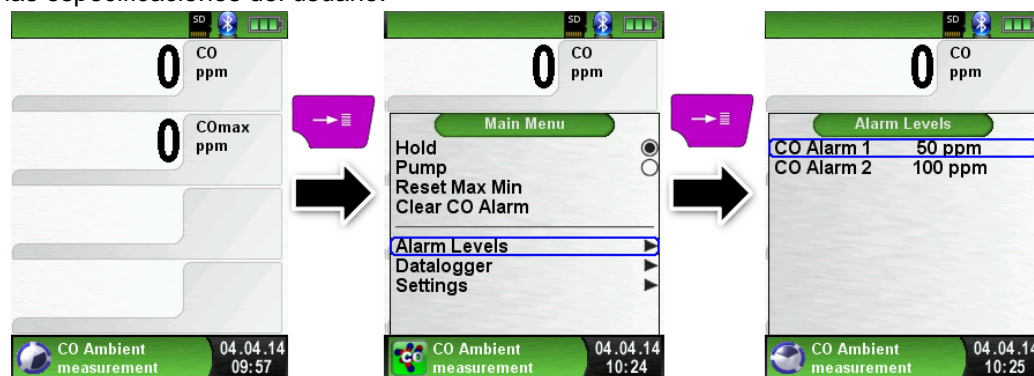 las especificaciones del usuario.
SD
0 CO
ppm
0 COmax
ppm
CO Ambient 04.04.14
measurement 09:57
SD
0 CO
ppm
Main Menu
Hold
Pump
Reset Max Min
Clear CO Alarm
Alarm Levels
Datalogger
Settings
CO
CO Ambient 04.04.14
measurement 10:24
SD
0 CO
ppm
Alarm Levels
CO Alarm 1 50 ppm
CO Alarm 2 100 ppm
CO Ambient 04.04.14
measurement 10:25